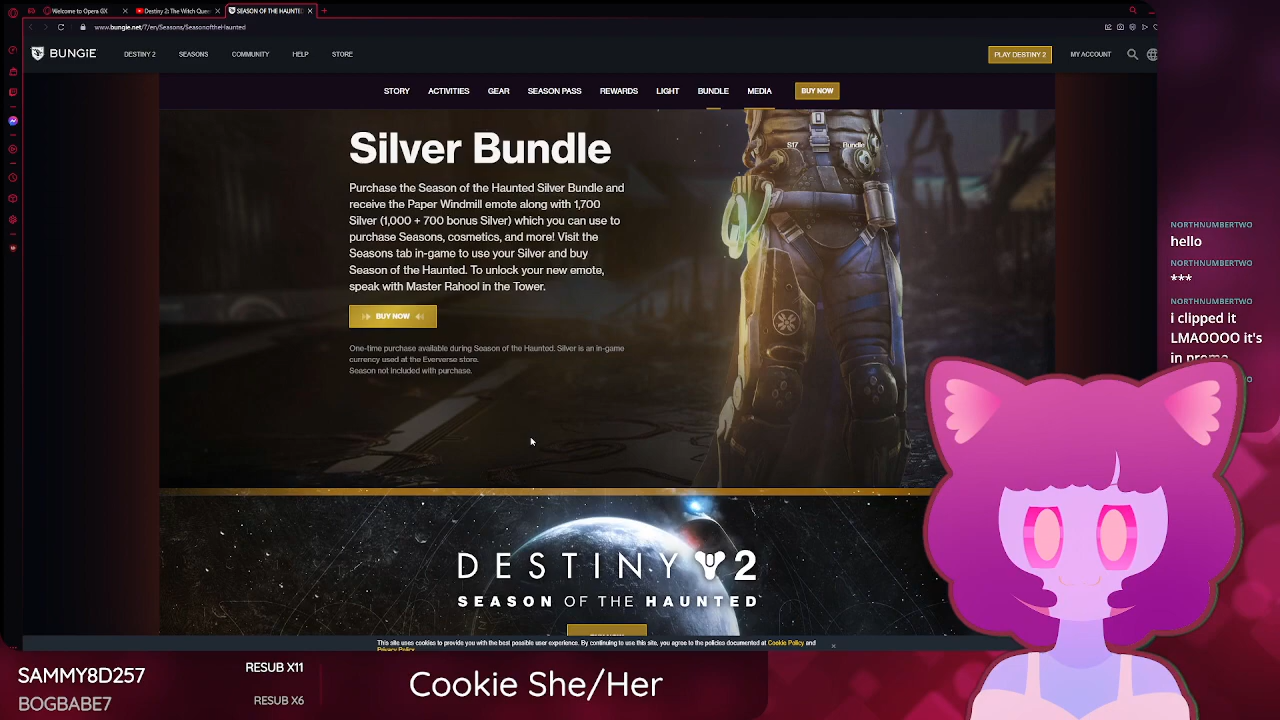 Welcome to Opera GX
Destiny 2: The Witch Quee
SEASON OF THE HAUNTE
www.bungie.net/7/en/Seasons/SeasonoftheHaunted
BUNGiE
DESTINY 2
SEASONS
COMMUNITY
HELP
STORE
PLAY DESTINY 2
MY ACCOUNT
STORY
ACTIVITIES
GEAR
SEASON PASS
REWARDS
LIGHT
BUNDLE
MEDIA
BUY NOW
S17
Bundle
Silver Bundle
Purchase the Season of the Haunted Silver Bundle and
receive the Paper Windmill emote along with 1,700
Silver (1,000 + 700 bonus Silver) which you can use to
purchase Seasons, cosmetics, and more! Visit the
Seasons tab in-game to use your Silver and buy
Season of the Haunted. To unlock your new emote,
speak with Master Rahool in the Tower.
BUY NOW
One-time purchase available during Season of the Haunted. Silver is an in-game
currency used at the Eververse store.
Season not included with purchase.
DESTINY 2
SEASON OF THE HAUNTED
This site uses cookies to provide you with the best possible user experience. By continuing to use this site, you agree to the policies documented at Cookie Policy and
Privacy Policy
NORTHNUMBERTWO
hello
NORTHNUMBERTWO
***
NORTHNUMBERTWO
i clipped it
LMAOOOO it's
in
SAMMY8D257
RESUB X11
BOGBABE7
RESUB X6
Cookie She/Her